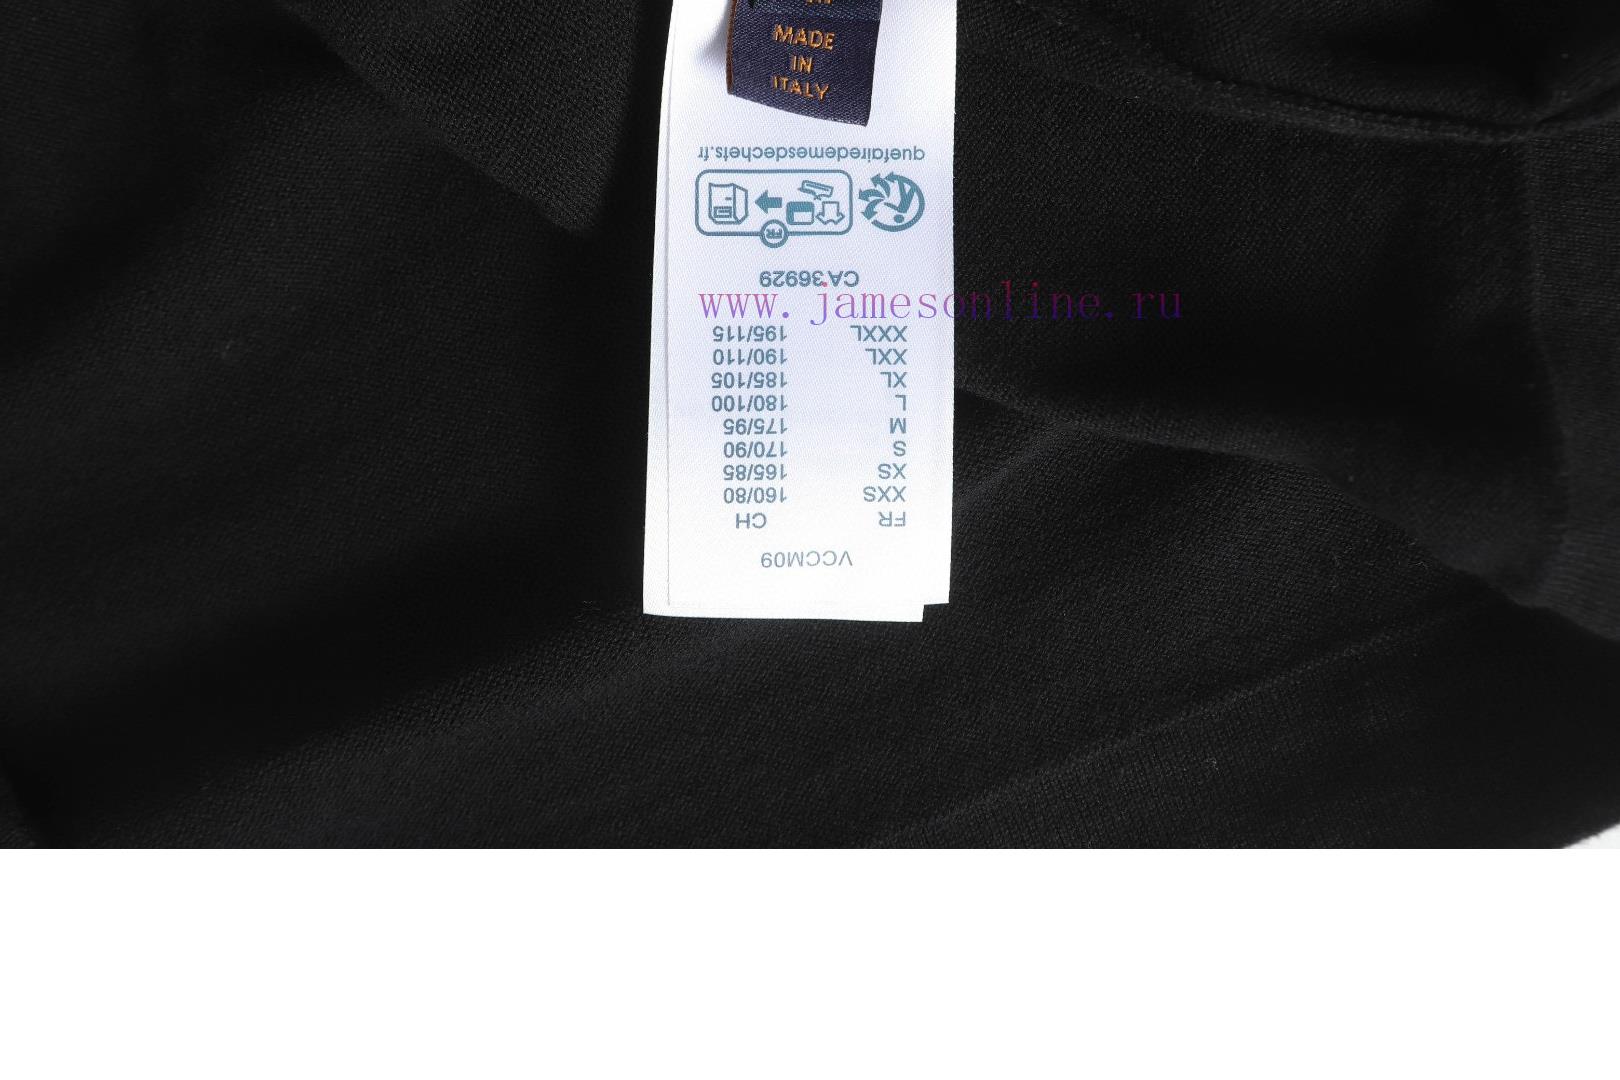 MADE
IN
ITALY
quefairedemesdechets.fr
FR
CA 36929
www.jamesonline.ru
XXXL 195/115
XXL 190/110
XL 185/105
L 180/100
M 175/95
S 170/90
XS 165/85
XXS 160/80
FR CH
VCCM09